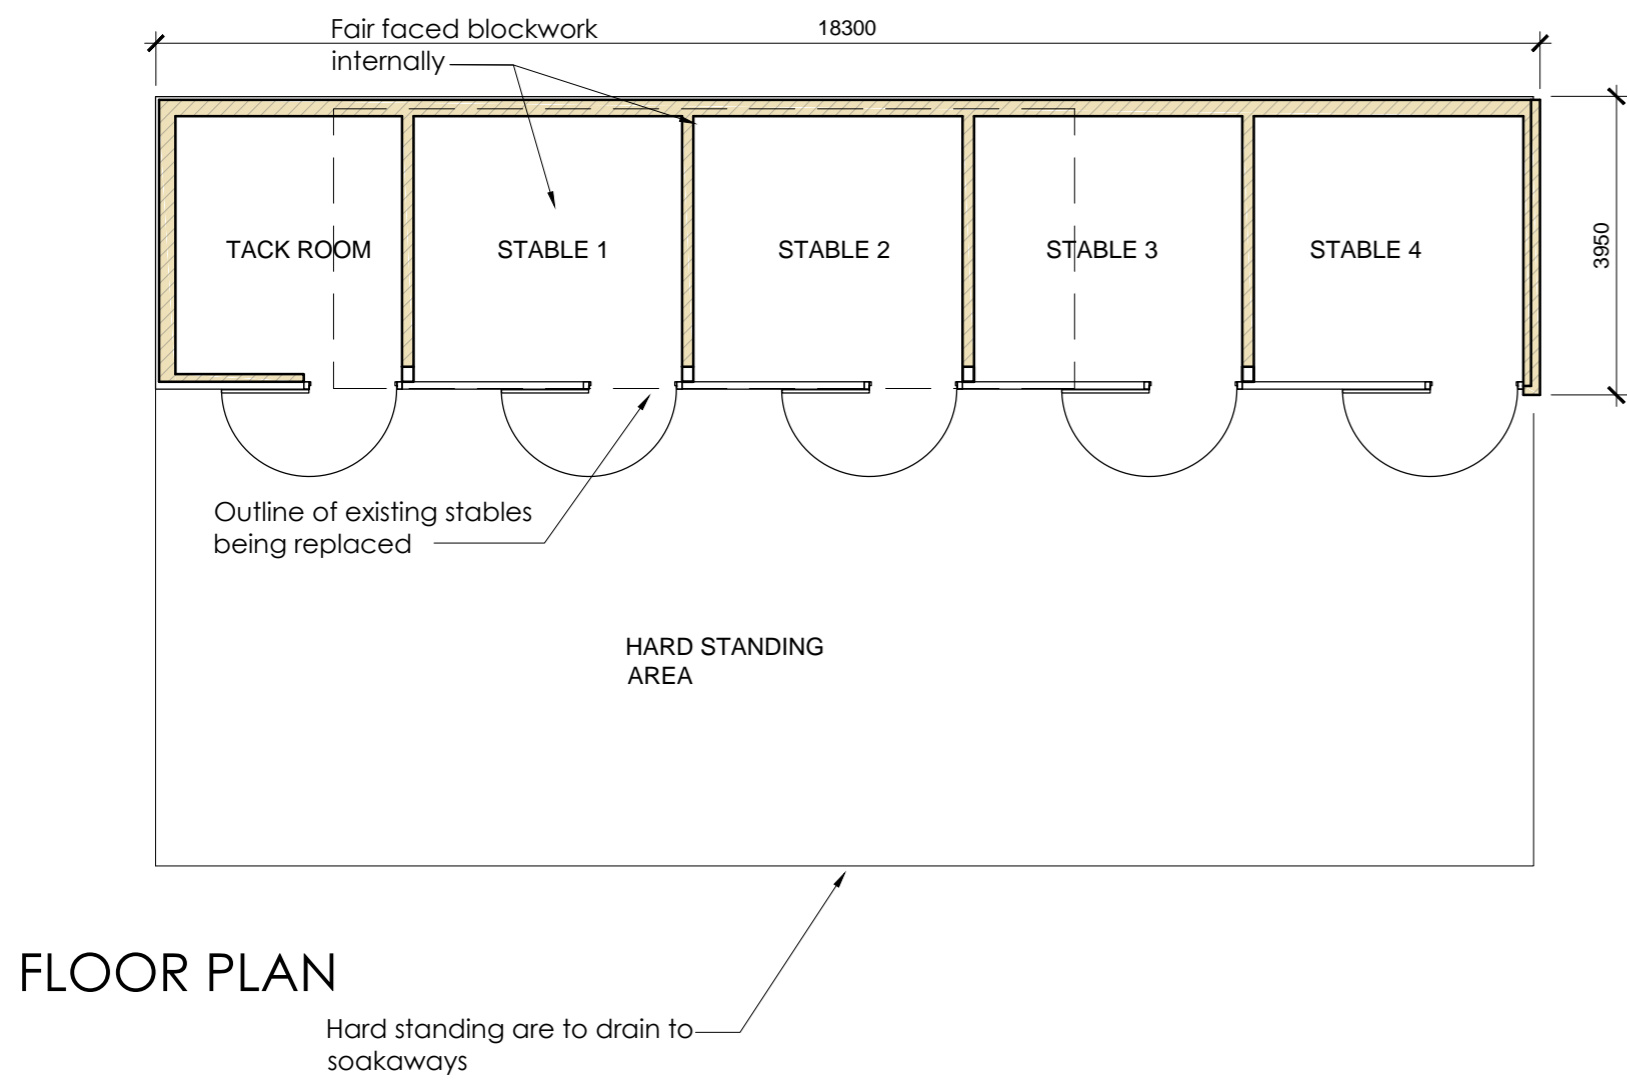 Fair faced blockwork
internally
18300
3950
TACK ROOM
STABLE 1
STABLE 2
STABLE 3
STABLE 4
Outline of existing stables
being replaced
HARD STANDING
AREA
FLOOR PLAN
Hard standing are to drain to
soakaways